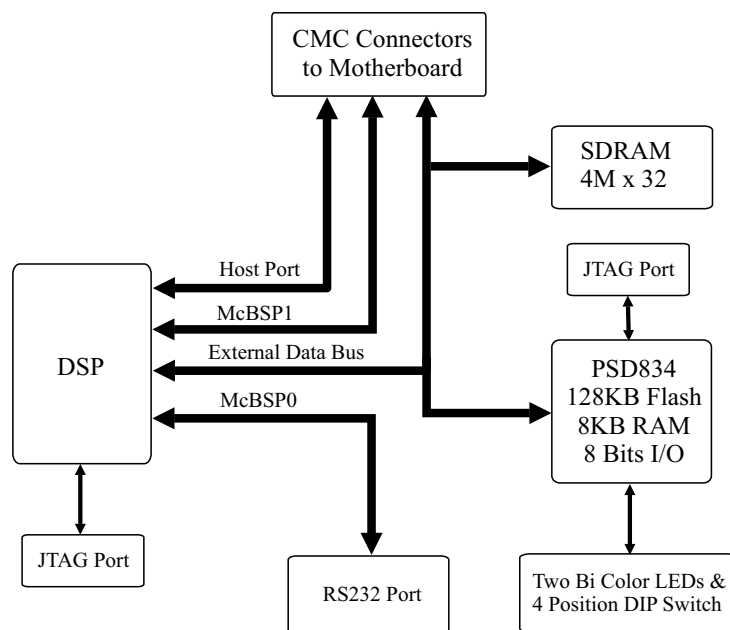 CMC Connectors
to Motherboard
SDRAM
4M x 32
Host Port
JTAG Port
McBSP1
DSP
External Data Bus
PSD834
128KB Flash
8KB RAM
8 Bits I/O
McBSP0
JTAG Port
RS232 Port
Two Bi Color LEDs &
4 Position DIP Switch